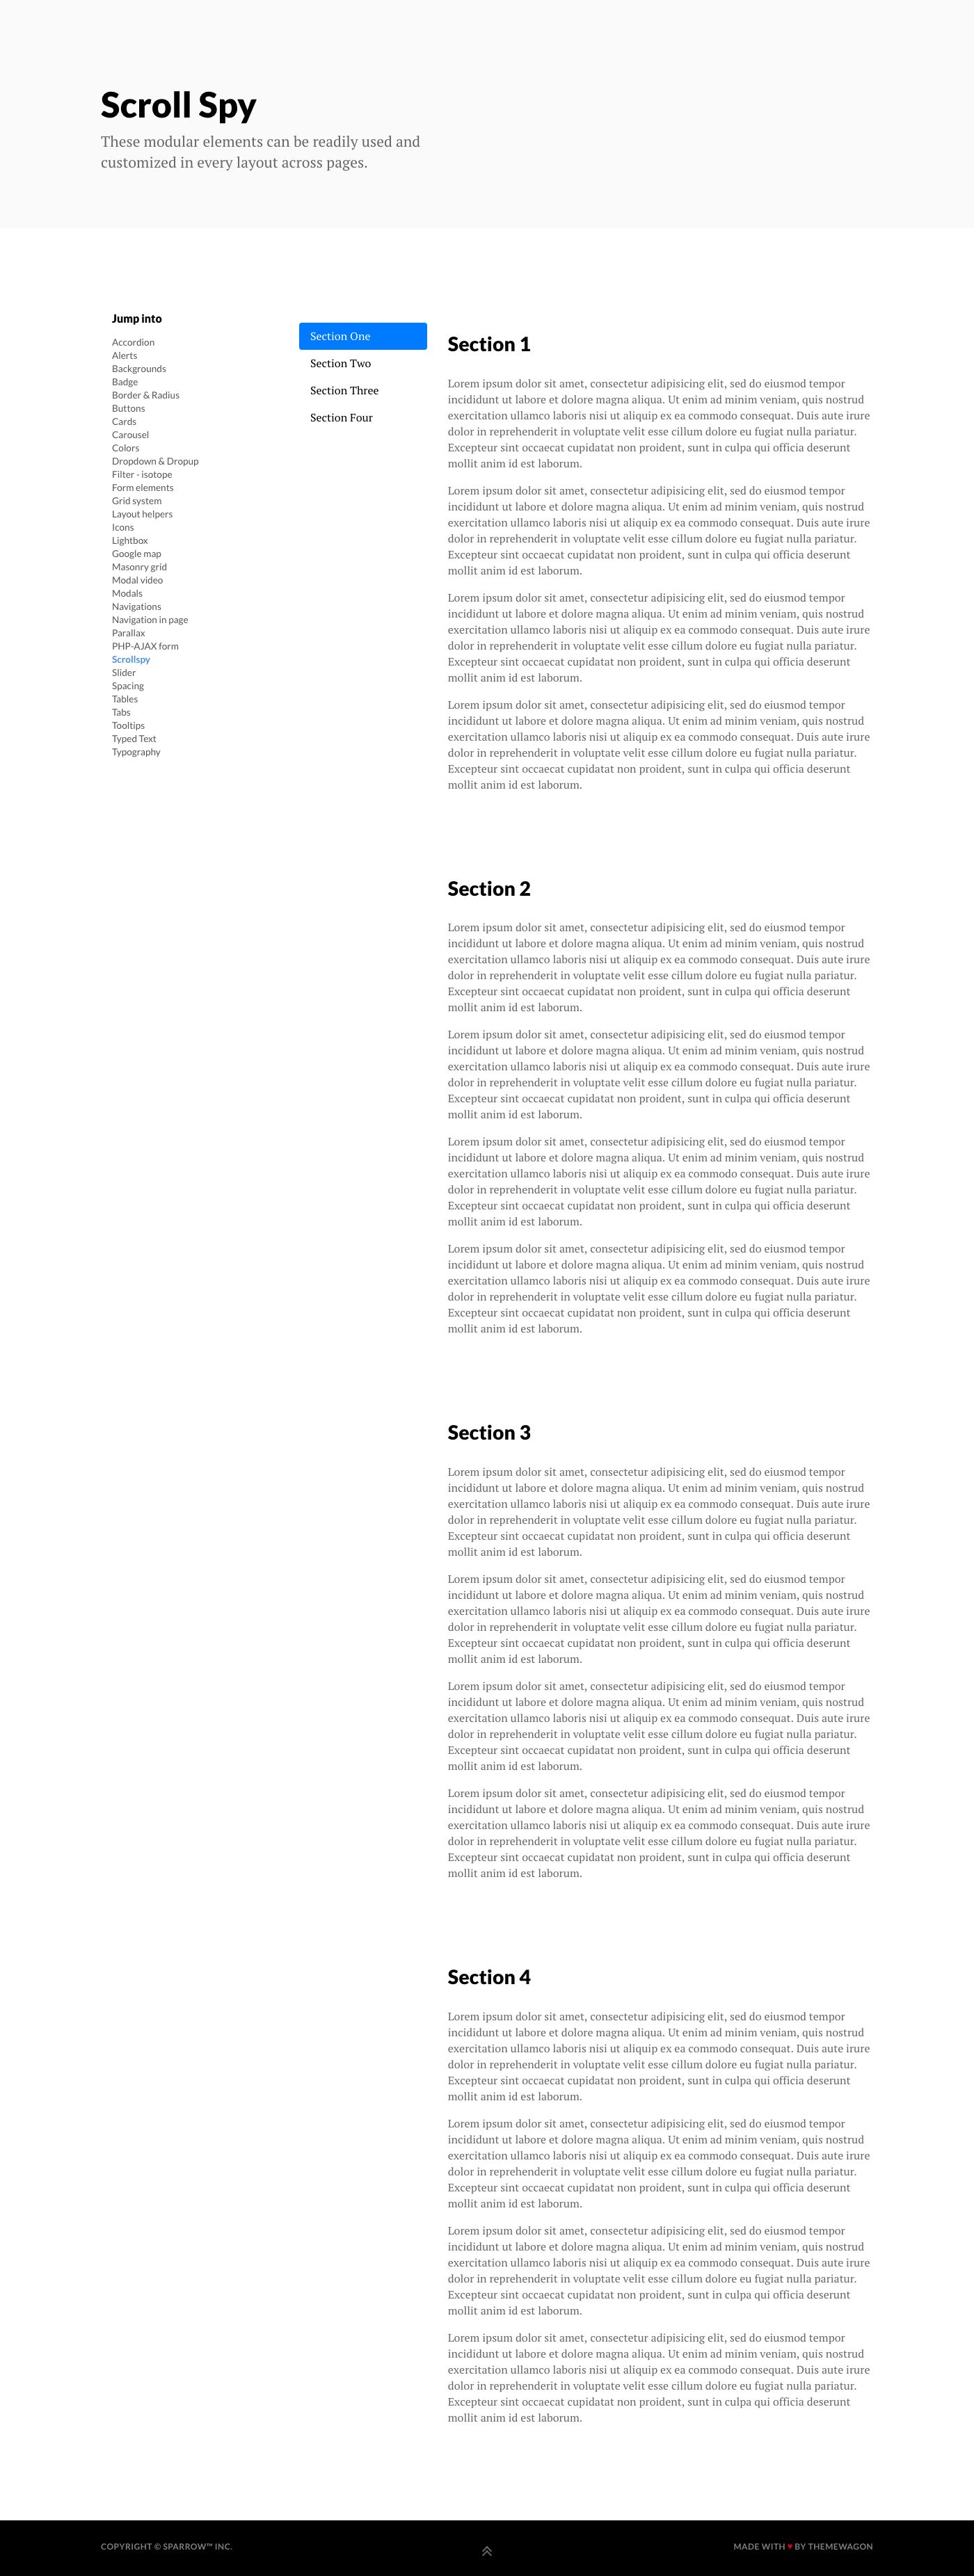 Scroll Spy
These modular elements can be readily used and
customized in every layout across pages.
Jump into
Accordion
Alerts
Backgrounds
Badge
Border & Radius
Buttons
Cards
Carousel
Colors
Dropdown & Dropup
Filter - isotope
Form elements
Grid system
Layout helpers
Icons
Lightbox
Google map
Masonry grid
Modal video
Modals
Navigations
Navigation in page
Parallax
PHP-AJAX form
Scrollspy
Slider
Spacing
Tables
Tabs
Tooltips
Typed Text
Typography
Section One
Section Two
Section Three
Section Four
Section 1
Lorem ipsum dolor sit amet, consectetur adipisicing elit, sed do eiusmod tempor
incididunt ut labore et dolore magna aliqua. Ut enim ad minim veniam, quis nostrud
exercitation ullamco laboris nisi ut aliquip ex ea commodo consequat. Duis aute irure
dolor in reprehenderit in voluptate velit esse cillum dolore eu fugiat nulla pariatur.
Excepteur sint occaecat cupidatat non proident, sunt in culpa qui officia deserunt
mollit anim id est laborum.
Lorem ipsum dolor sit amet, consectetur adipisicing elit, sed do eiusmod tempor
incididunt ut labore et dolore magna aliqua. Ut enim ad minim veniam, quis nostrud
exercitation ullamco laboris nisi ut aliquip ex ea commodo consequat. Duis aute irure
dolor in reprehenderit in voluptate velit esse cillum dolore eu fugiat nulla pariatur.
Excepteur sint occaecat cupidatat non proident, sunt in culpa qui officia deserunt
mollit anim id est laborum.
Lorem ipsum dolor sit amet, consectetur adipisicing elit, sed do eiusmod tempor
incididunt ut labore et dolore magna aliqua. Ut enim ad minim veniam, quis nostrud
exercitation ullamco laboris nisi ut aliquip ex ea commodo consequat. Duis aute irure
dolor in reprehenderit in voluptate velit esse cillum dolore eu fugiat nulla pariatur.
Excepteur sint occaecat cupidatat non proident, sunt in culpa qui officia deserunt
mollit anim id est laborum.
Lorem ipsum dolor sit amet, consectetur adipisicing elit, sed do eiusmod tempor
incididunt ut labore et dolore magna aliqua. Ut enim ad minim veniam, quis nostrud
exercitation ullamco laboris nisi ut aliquip ex ea commodo consequat. Duis aute irure
dolor in reprehenderit in voluptate velit esse cillum dolore eu fugiat nulla pariatur.
Excepteur sint occaecat cupidatat non proident, sunt in culpa qui officia deserunt
mollit anim id est laborum.
Section 2
Lorem ipsum dolor sit amet, consectetur adipisicing elit, sed do eiusmod tempor
incididunt ut labore et dolore magna aliqua. Ut enim ad minim veniam, quis nostrud
exercitation ullamco laboris nisi ut aliquip ex ea commodo consequat. Duis aute irure
dolor in reprehenderit in voluptate velit esse cillum dolore eu fugiat nulla pariatur.
Excepteur sint occaecat cupidatat non proident, sunt in culpa qui officia deserunt
mollit anim id est laborum.
Lorem ipsum dolor sit amet, consectetur adipisicing elit, sed do eiusmod tempor
incididunt ut labore et dolore magna aliqua. Ut enim ad minim veniam, quis nostrud
exercitation ullamco laboris nisi ut aliquip ex ea commodo consequat. Duis aute irure
dolor in reprehenderit in voluptate velit esse cillum dolore eu fugiat nulla pariatur.
Excepteur sint occaecat cupidatat non proident, sunt in culpa qui officia deserunt
mollit anim id est laborum.
Lorem ipsum dolor sit amet, consectetur adipisicing elit, sed do eiusmod tempor
incididunt ut labore et dolore magna aliqua. Ut enim ad minim veniam, quis nostrud
exercitation ullamco laboris nisi ut aliquip ex ea commodo consequat. Duis aute irure
dolor in reprehenderit in voluptate velit esse cillum dolore eu fugiat nulla pariatur.
Excepteur sint occaecat cupidatat non proident, sunt in culpa qui officia deserunt
mollit anim id est laborum.
Lorem ipsum dolor sit amet, consectetur adipisicing elit, sed do eiusmod tempor
incididunt ut labore et dolore magna aliqua. Ut enim ad minim veniam, quis nostrud
exercitation ullamco laboris nisi ut aliquip ex ea commodo consequat. Duis aute irure
dolor in reprehenderit in voluptate velit esse cillum dolore eu fugiat nulla pariatur.
Excepteur sint occaecat cupidatat non proident, sunt in culpa qui officia deserunt
mollit anim id est laborum.
Section 3
Lorem ipsum dolor sit amet, consectetur adipisicing elit, sed do eiusmod tempor
incididunt ut labore et dolore magna aliqua. Ut enim ad minim veniam, quis nostrud
exercitation ullamco laboris nisi ut aliquip ex ea commodo consequat. Duis aute irure
dolor in reprehenderit in voluptate velit esse cillum dolore eu fugiat nulla pariatur.
Excepteur sint occaecat cupidatat non proident, sunt in culpa qui officia deserunt
mollit anim id est laborum.
Lorem ipsum dolor sit amet, consectetur adipisicing elit, sed do eiusmod tempor
incididunt ut labore et dolore magna aliqua. Ut enim ad minim veniam, quis nostrud
exercitation ullamco laboris nisi ut aliquip ex ea commodo consequat. Duis aute irure
dolor in reprehenderit in voluptate velit esse cillum dolore eu fugiat nulla pariatur.
Excepteur sint occaecat cupidatat non proident, sunt in culpa qui officia deserunt
mollit anim id est laborum.
Lorem ipsum dolor sit amet, consectetur adipisicing elit, sed do eiusmod tempor
incididunt ut labore et dolore magna aliqua. Ut enim ad minim veniam, quis nostrud
exercitation ullamco laboris nisi ut aliquip ex ea commodo consequat. Duis aute irure
dolor in reprehenderit in voluptate velit esse cillum dolore eu fugiat nulla pariatur.
Excepteur sint occaecat cupidatat non proident, sunt in culpa qui officia deserunt
mollit anim id est laborum.
Lorem ipsum dolor sit amet, consectetur adipisicing elit, sed do eiusmod tempor
incididunt ut labore et dolore magna aliqua. Ut enim ad minim veniam, quis nostrud
exercitation ullamco laboris nisi ut aliquip ex ea commodo consequat. Duis aute irure
dolor in reprehenderit in voluptate velit esse cillum dolore eu fugiat nulla pariatur.
Excepteur sint occaecat cupidatat non proident, sunt in culpa qui officia deserunt
mollit anim id est laborum.
Section 4
Lorem ipsum dolor sit amet, consectetur adipisicing elit, sed do eiusmod tempor
incididunt ut labore et dolore magna aliqua. Ut enim ad minim veniam, quis nostrud
exercitation ullamco laboris nisi ut aliquip ex ea commodo consequat. Duis aute irure
dolor in reprehenderit in voluptate velit esse cillum dolore eu fugiat nulla pariatur.
Excepteur sint occaecat cupidatat non proident, sunt in culpa qui officia deserunt
mollit anim id est laborum.
Lorem ipsum dolor sit amet, consectetur adipisicing elit, sed do eiusmod tempor
incididunt ut labore et dolore magna aliqua. Ut enim ad minim veniam, quis nostrud
exercitation ullamco laboris nisi ut aliquip ex ea commodo consequat. Duis aute irure
dolor in reprehenderit in voluptate velit esse cillum dolore eu fugiat nulla pariatur.
Excepteur sint occaecat cupidatat non proident, sunt in culpa qui officia deserunt
mollit anim id est laborum.
Lorem ipsum dolor sit amet, consectetur adipisicing elit, sed do eiusmod tempor
incididunt ut labore et dolore magna aliqua. Ut enim ad minim veniam, quis nostrud
exercitation ullamco laboris nisi ut aliquip ex ea commodo consequat. Duis aute irure
dolor in reprehenderit in voluptate velit esse cillum dolore eu fugiat nulla pariatur.
Excepteur sint occaecat cupidatat non proident, sunt in culpa qui officia deserunt
mollit anim id est laborum.
Lorem ipsum dolor sit amet, consectetur adipisicing elit, sed do eiusmod tempor
incididunt ut labore et dolore magna aliqua. Ut enim ad minim veniam, quis nostrud
exercitation ullamco laboris nisi ut aliquip ex ea commodo consequat. Duis aute irure
dolor in reprehenderit in voluptate velit esse cillum dolore eu fugiat nulla pariatur.
Excepteur sint occaecat cupidatat non proident, sunt in culpa qui officia deserunt
mollit anim id est laborum.
COPYRIGHT © SPARROW™ INC.
MADE WITH ♥ BY THEMEWAGON